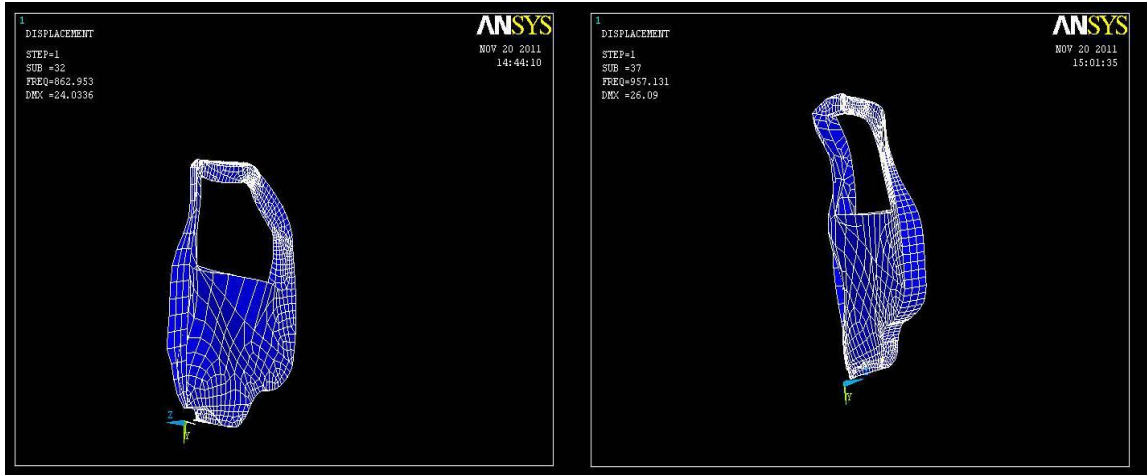 1
ANSYS
DISPLACEMENT
NOV 20 2011
STEP=1
14:44:10
SUB =32
FREQ=862.953
DMX =24.0336
Z
Y
1
ANSYS
DISPLACEMENT
NOV 20 2011
STEP=1
15:01:35
SUB =37
FREQ=957.131
DMX =26.09
Y